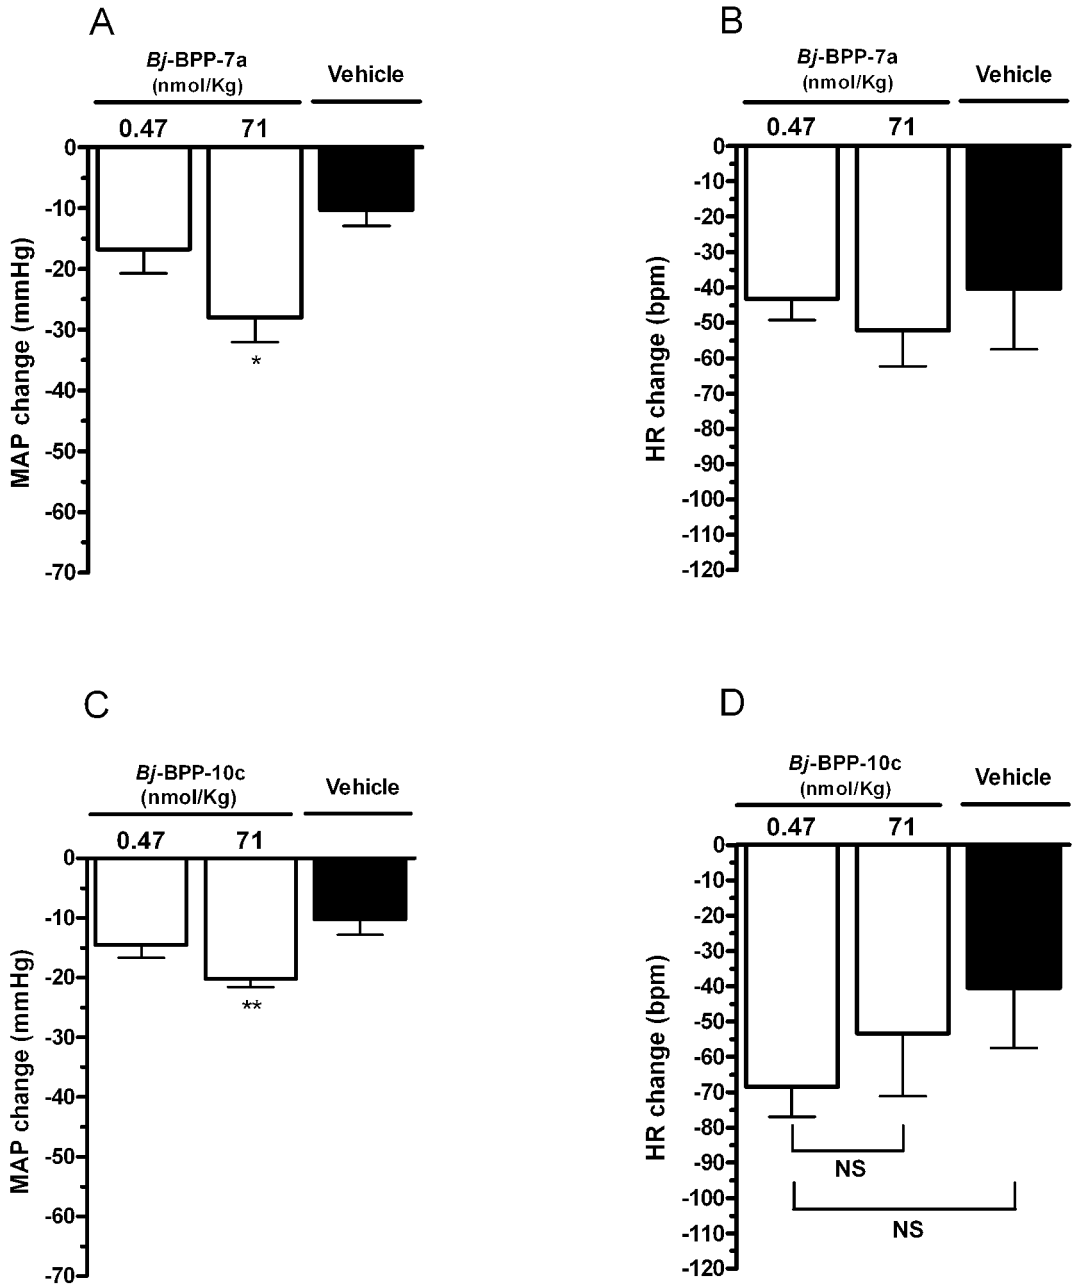 A
Bj-BPP-7a
(nmol/Kg)
Vehicle
0.47 71
0
-10
-20
-30
-40
-50
-60
-70
MAP change (mmHg)
*
B
Bj-BPP-7a
(nmol/Kg)
Vehicle
0.47 71
0
-10
-20
-30
-40
-50
-60
-70
-80
-90
-100
-110
-120
HR change (bpm)
C
Bj-BPP-10c
(nmol/Kg)
Vehicle
0.47 71
0
-10
-20
-30
-40
-50
-60
-70
MAP change (mmHg)
**
D
Bj-BPP-10c
(nmol/Kg)
Vehicle
0.47 71
0
-10
-20
-30
-40
-50
-60
-70
-80
-90
-100
-110
-120
HR change (bpm)
NS
NS